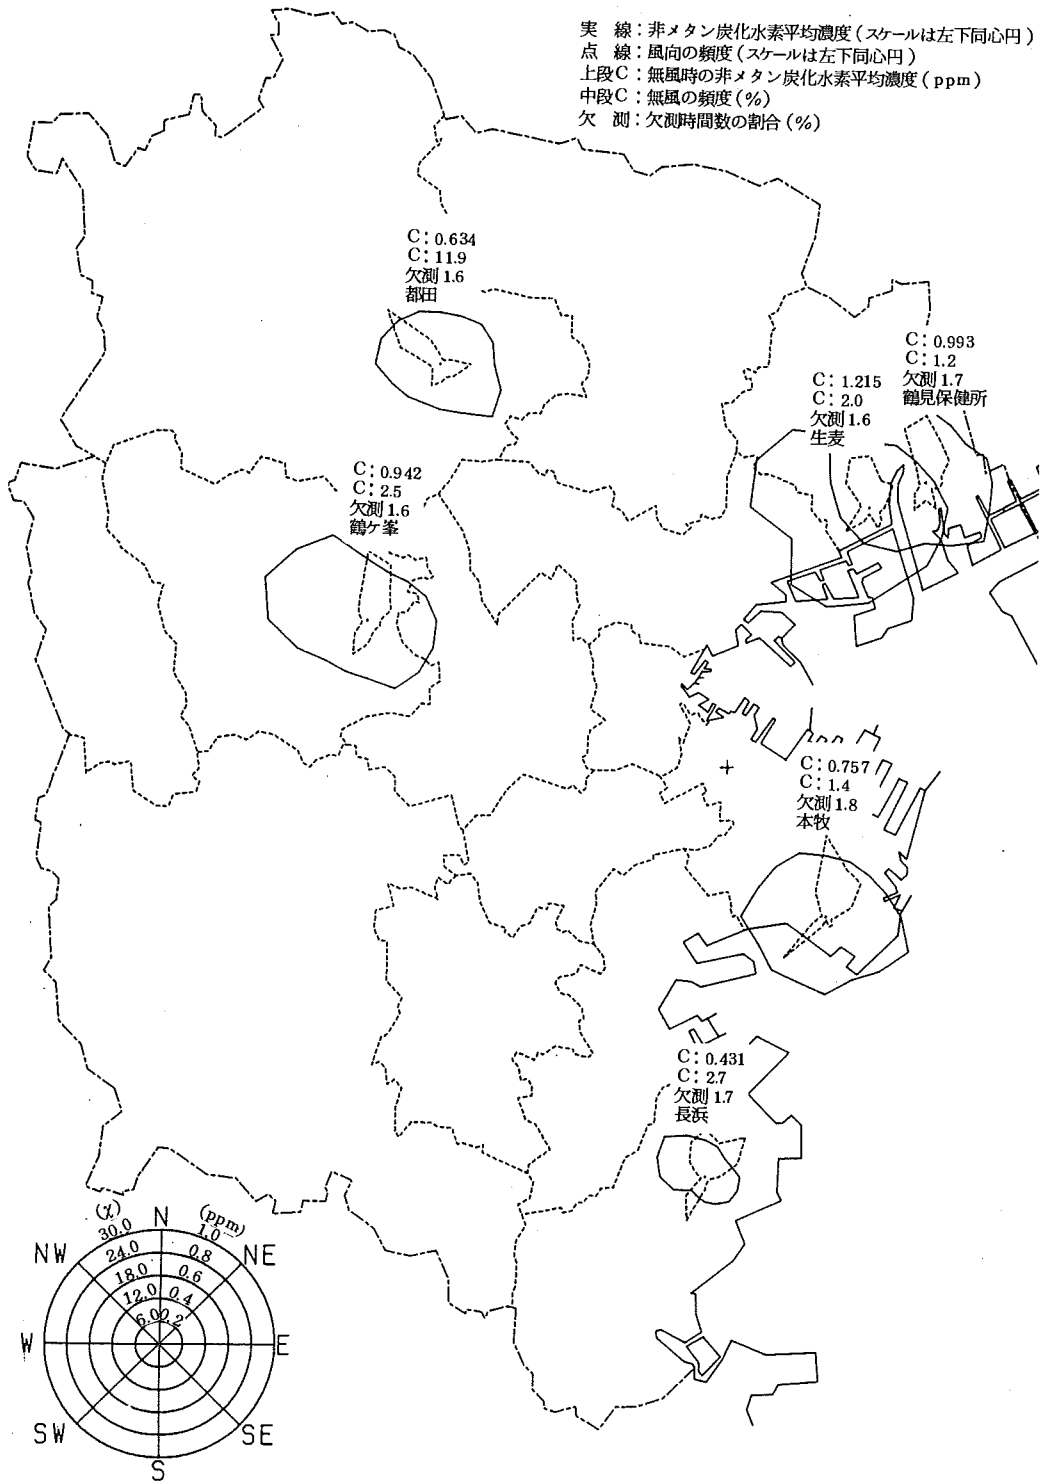 実 線：非メタン炭化水素平均濃度（スケールは左下同心円）
点 線：風向の頻度（スケールは左下同心円）
上段C：無風時の非メタン炭化水素平均濃度（ppm）
中段C：無風の頻度（%）
欠 測：欠測時間数の割合（%）
C：0.634
C：11.9
欠測 1.6
都田
C：0.993
C：1.2
欠測 1.7
鶴見保健所
C：1.215
C：2.0
欠測 1.6
生麦
C：0.942
C：2.5
欠測 1.6
鶴ケ峯
C：0.757
C：1.4
欠測 1.8
本牧
C：0.431
C：2.7
欠測 1.7
長浜
(%) N (ppm)
30.0 1.0
NW 24.0 0.8 NE
18.0 0.6
12.0 0.4
6.0 0.2
W E
SW SE
S